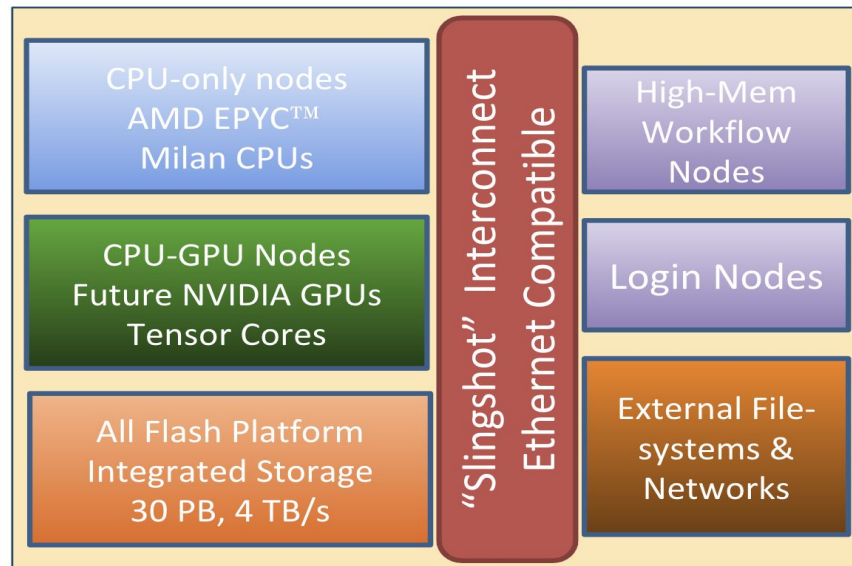 CPU-only nodes
AMD EPYC™
Milan CPUs
CPU-GPU Nodes
Future NVIDIA GPUs
Tensor Cores
All Flash Platform
Integrated Storage
30 PB, 4 TB/s
“Slingshot” Interconnect
Ethernet Compatible
High-Mem
Workflow
Nodes
Login Nodes
External File-
systems &
Networks